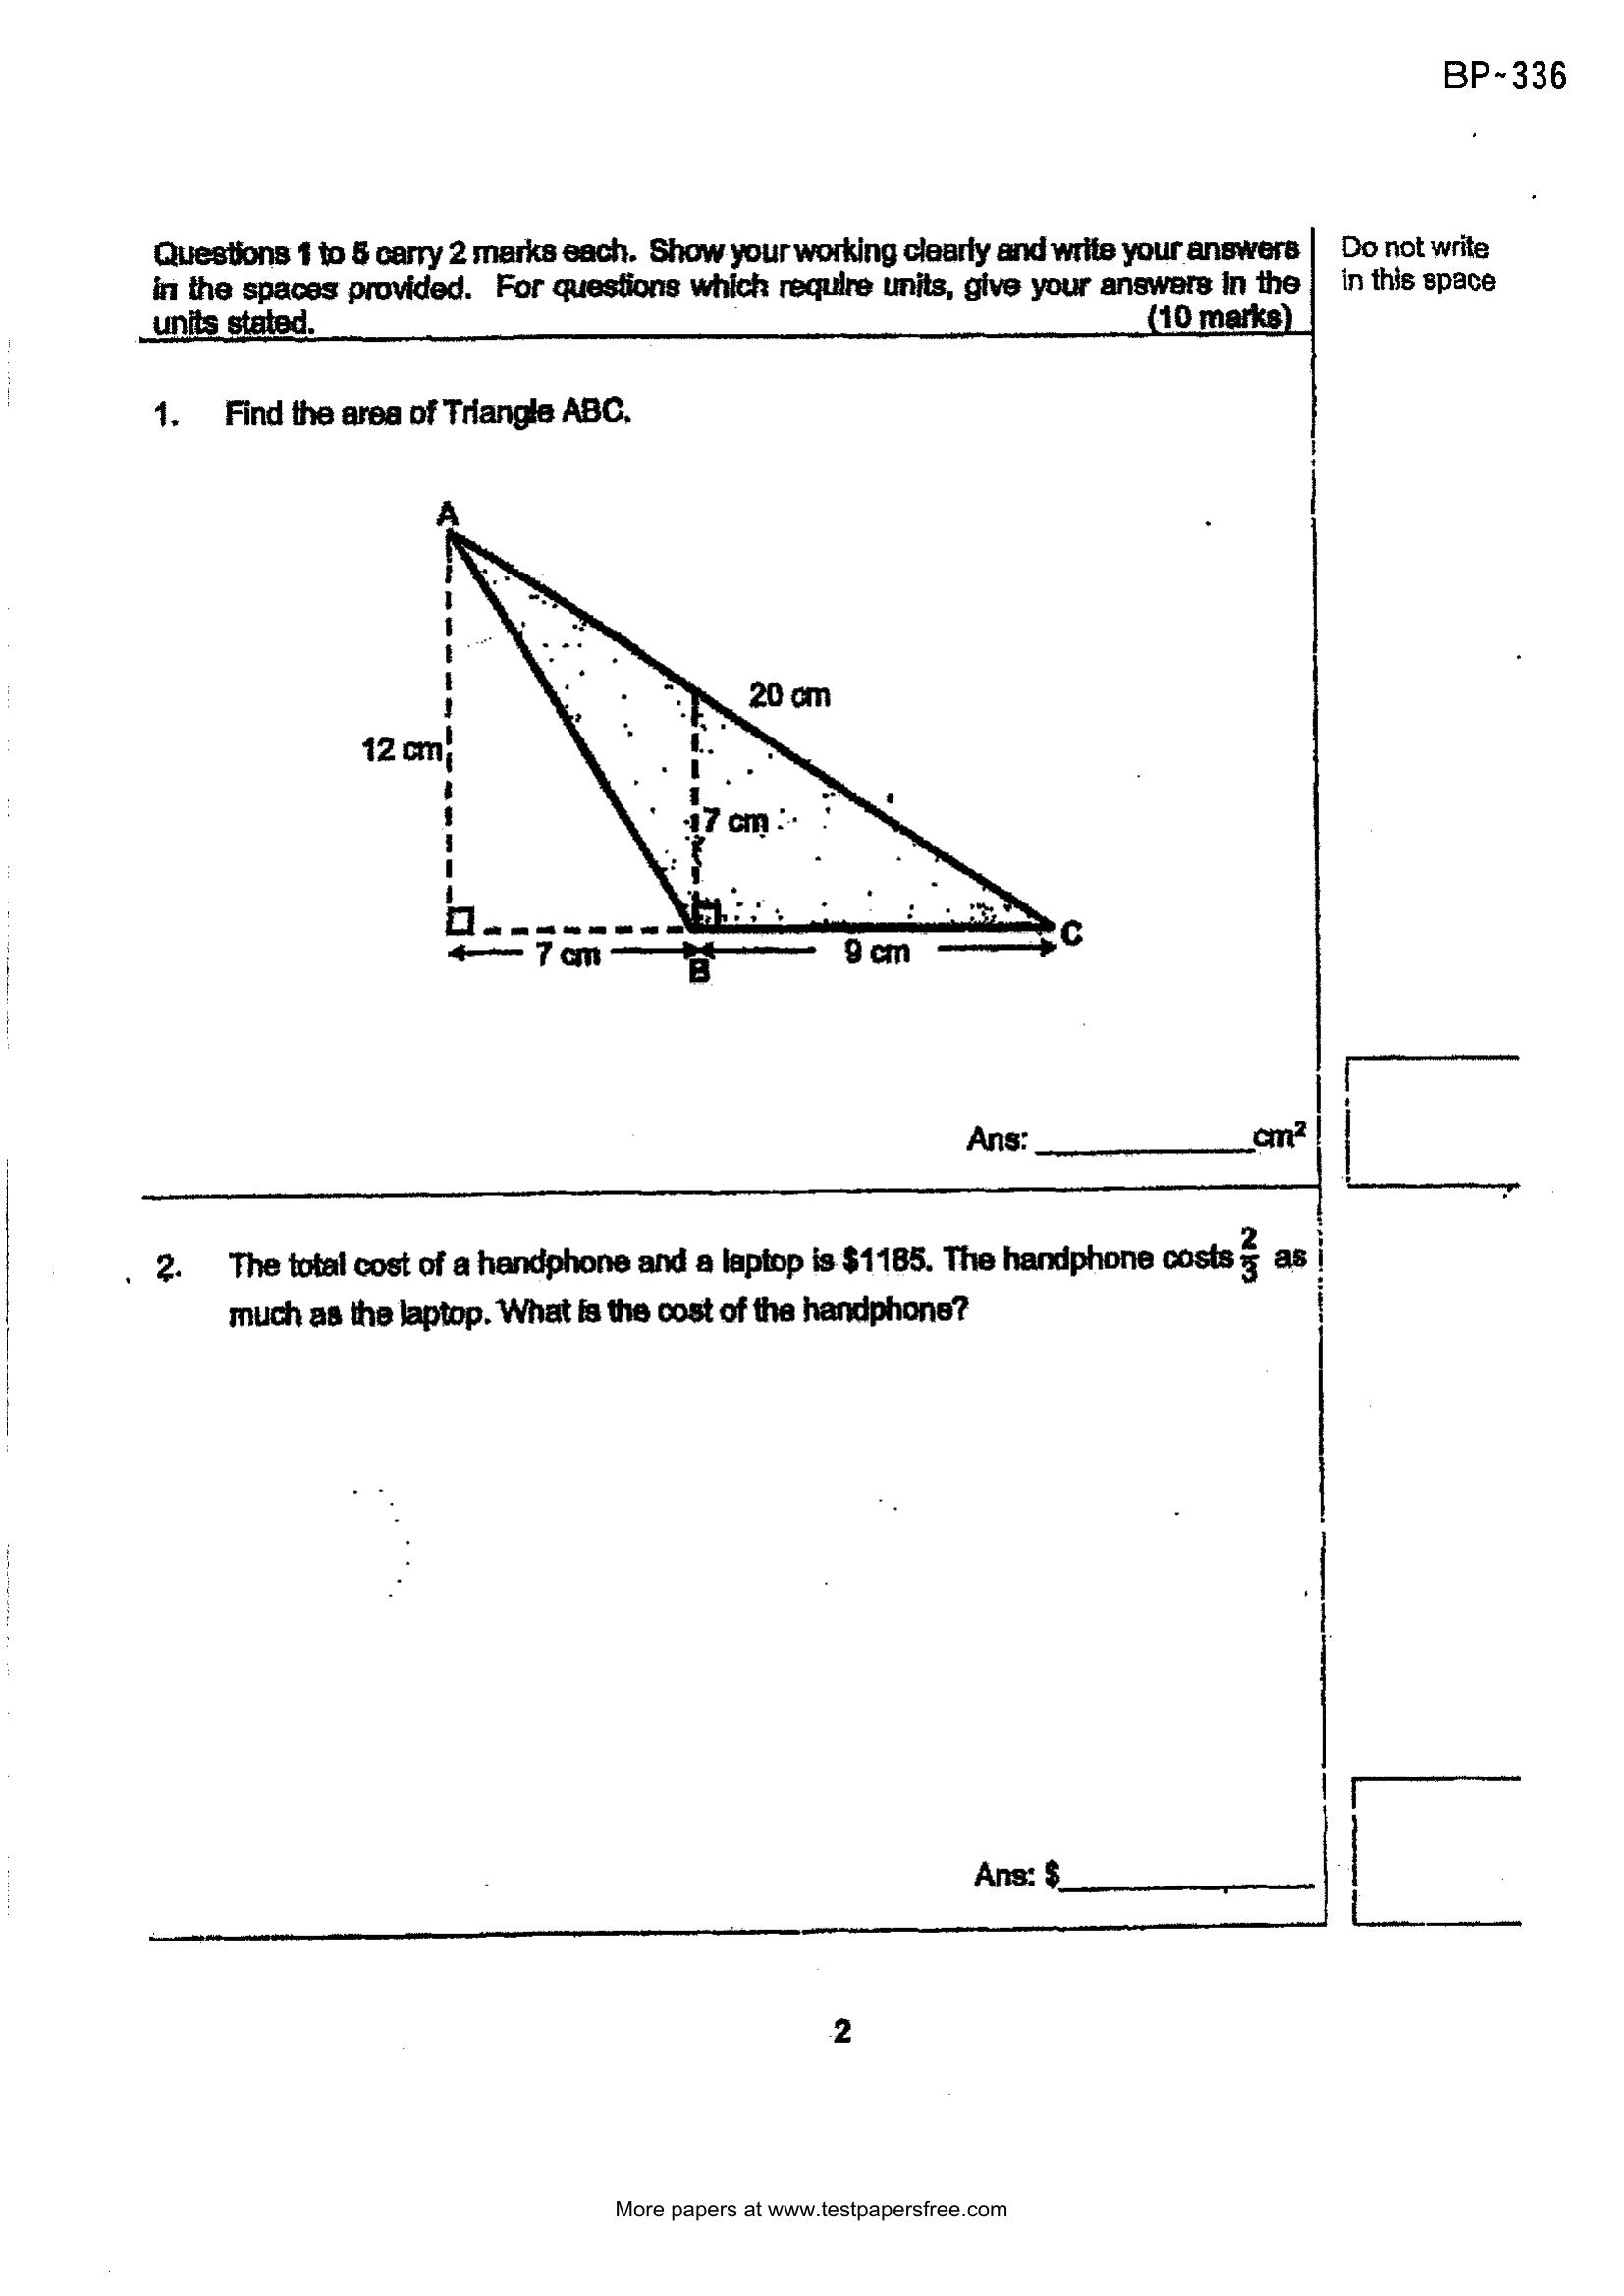 BP~336
Questions 1 to 5 carry 2 marks each. Show your working clearly and write your answers
in the spaces provided. For questions which require units, give your answers in the
units stated. (10 marks)
Do not write
in this space
1. Find the area of Triangle ABC.
A
20 cm
12 cm
7 cm
C
7 cm
9 cm
B
Ans: ____________cm²
2. The total cost of a handphone and a laptop is $1185. The handphone costs 2/3 as
much as the laptop. What is the cost of the handphone?
Ans: $______________
2
More papers at www.testpapersfree.com